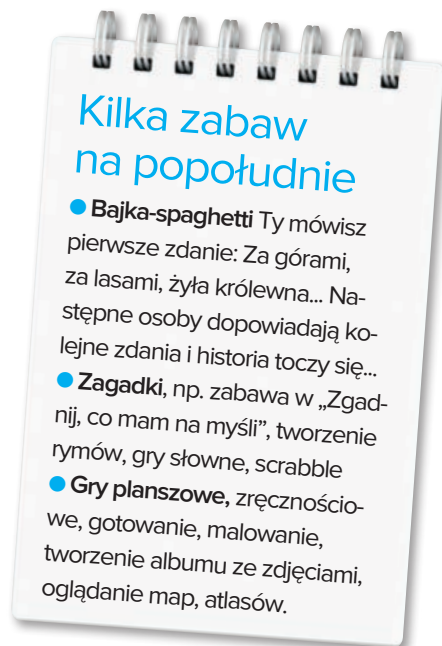 Kilka zabaw
na popołudnie
● Bajka-spaghetti Ty mówisz
pierwsze zdanie: Za górami,
za lasami, żyła królewna... Na-
stępne osoby dopowiadają ko-
lejne zdania i historia toczy się...
● Zagadki, np. zabawa w „Zgad-
nij, co mam na myśli”, tworzenie
rymów, gry słowne, scrabble
● Gry planszowe, zręcznościo-
we, gotowanie, malowanie,
tworzenie albumu ze zdjęciami,
oglądanie map, atlasów.